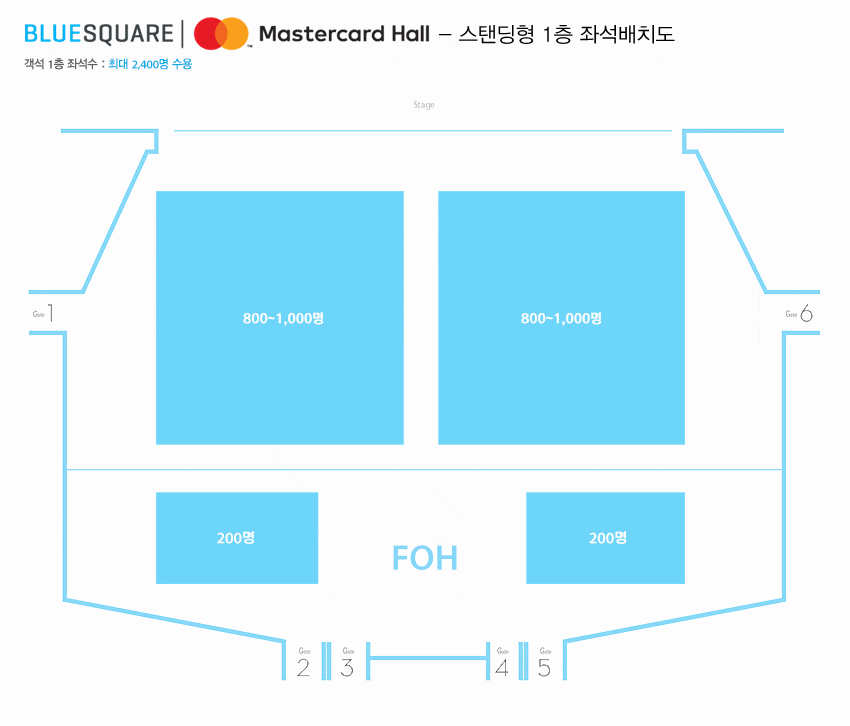 BLUESQUARE | Mastercard Hall – 스탠딩형 1층 좌석배치도
객석 1층 좌석수 : 최대 2,400명 수용
Stage
Gate 1
Gate 6
800~1,000명
800~1,000명
200명
200명
FOH
Gate 2
Gate 3
Gate 4
Gate 5